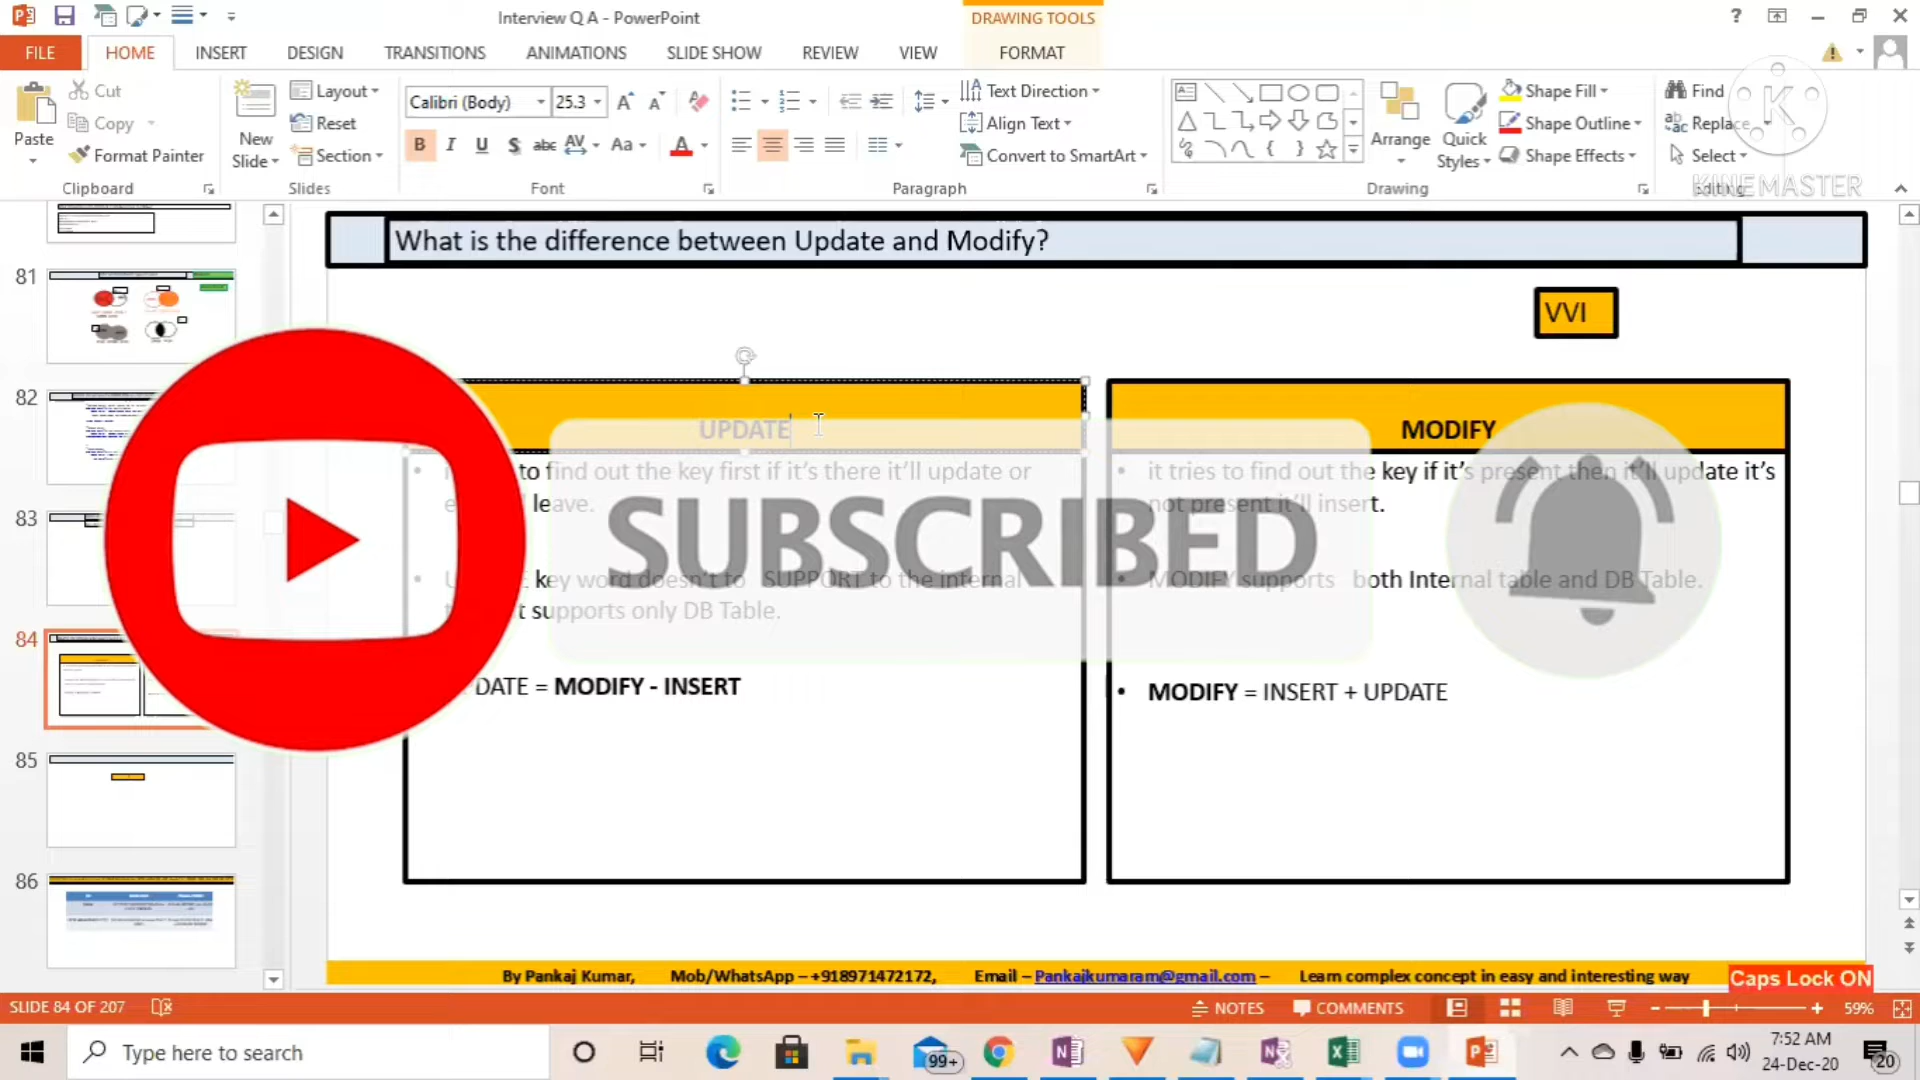 Interview Q A - PowerPoint
DRAWING TOOLS
FILE HOME INSERT DESIGN TRANSITIONS ANIMATIONS SLIDE SHOW REVIEW VIEW FORMAT
Paste
Cut
Copy
Format Painter
Clipboard
New Slide
Layout
Reset
Section
Slides
Calibri (Body) 25.3
Font
Text Direction
Align Text
Convert to SmartArt
Paragraph
Arrange
Quick Styles
Shape Fill
Shape Outline
Shape Effects
Drawing
Find
Replace
Select
KINEMASTER
What is the difference between Update and Modify?
VVI
UPDATE
to find out the key first if it's there it'll update or
leave.
key word doesn't to SUPPORT to the internal
t supports only DB Table.
DATE = MODIFY - INSERT
MODIFY
it tries to find out the key if it's present then it'll update it's
not present it'll insert.
MODIFY supports both Internal table and DB Table.
MODIFY = INSERT + UPDATE
SUBSCRIBED
81
82
83
84
85
86
By Pankaj Kumar, Mob/WhatsApp – +918971472172, Email – Pankajkumaram@gmail.com – Learn complex concept in easy and interesting way
Caps Lock ON
SLIDE 84 OF 207
NOTES COMMENTS 59%
Type here to search
99+
7:52 AM
24-Dec-20
20